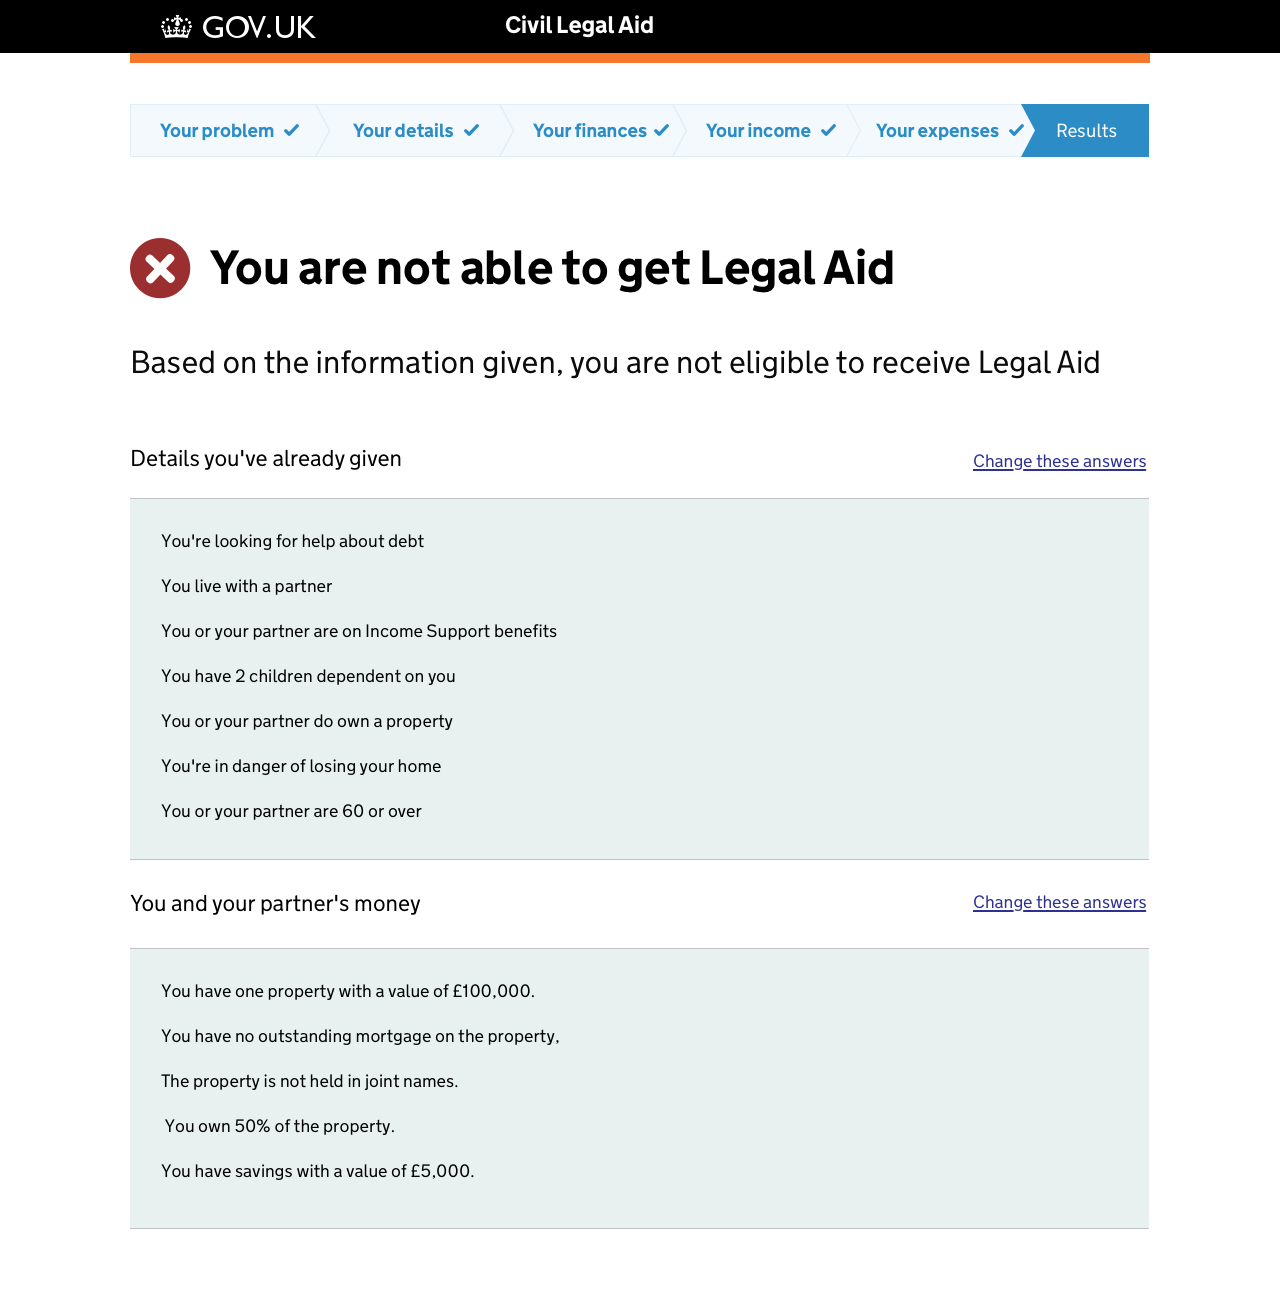 GOV.UK
Civil Legal Aid
Your problem
Your details
Your finances
Your income
Your expenses
Results
You are not able to get Legal Aid
Based on the information given, you are not eligible to receive Legal Aid
Details you've already given
Change these answers
You're looking for help about debt
You live with a partner
You or your partner are on Income Support benefits
You have 2 children dependent on you
You or your partner do own a property
You're in danger of losing your home
You or your partner are 60 or over
You and your partner's money
Change these answers
You have one property with a value of £100,000.
You have no outstanding mortgage on the property,
The property is not held in joint names.
You own 50% of the property.
You have savings with a value of £5,000.